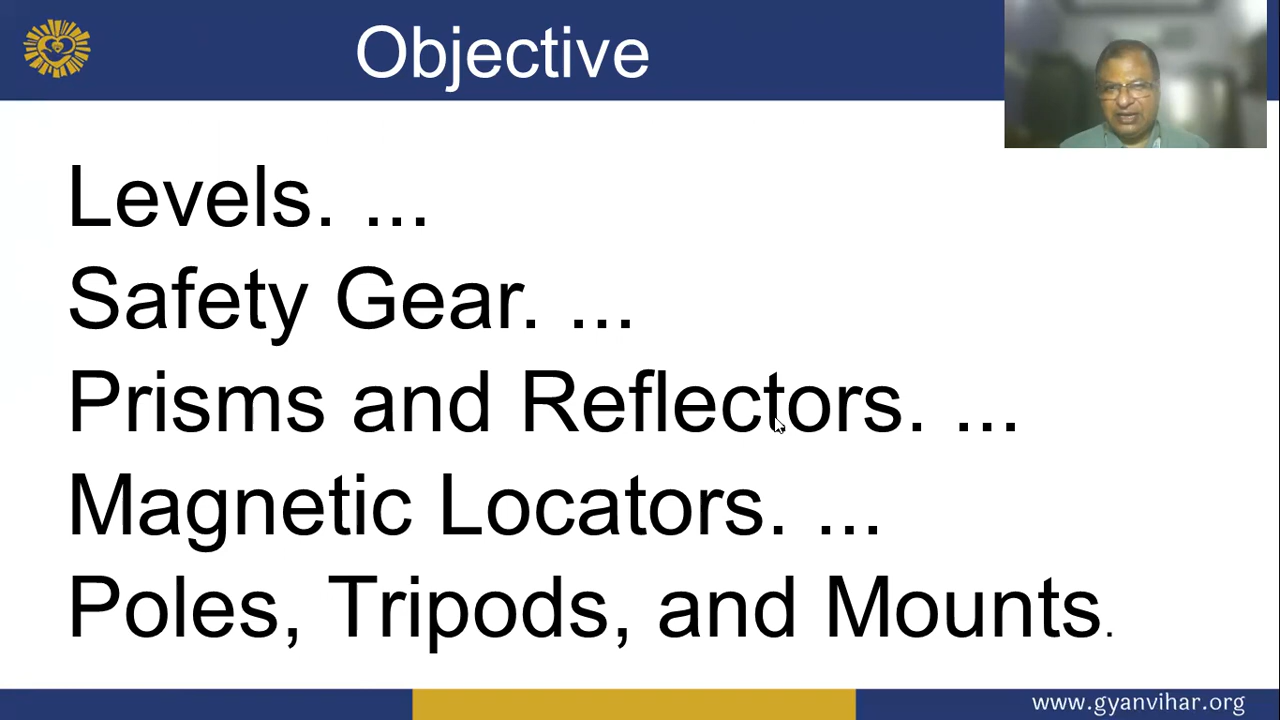 Objective
Levels. ...
Safety Gear. ...
Prisms and Reflectors. ...
Magnetic Locators. ...
Poles, Tripods, and Mounts.
www.gyanvihar.org